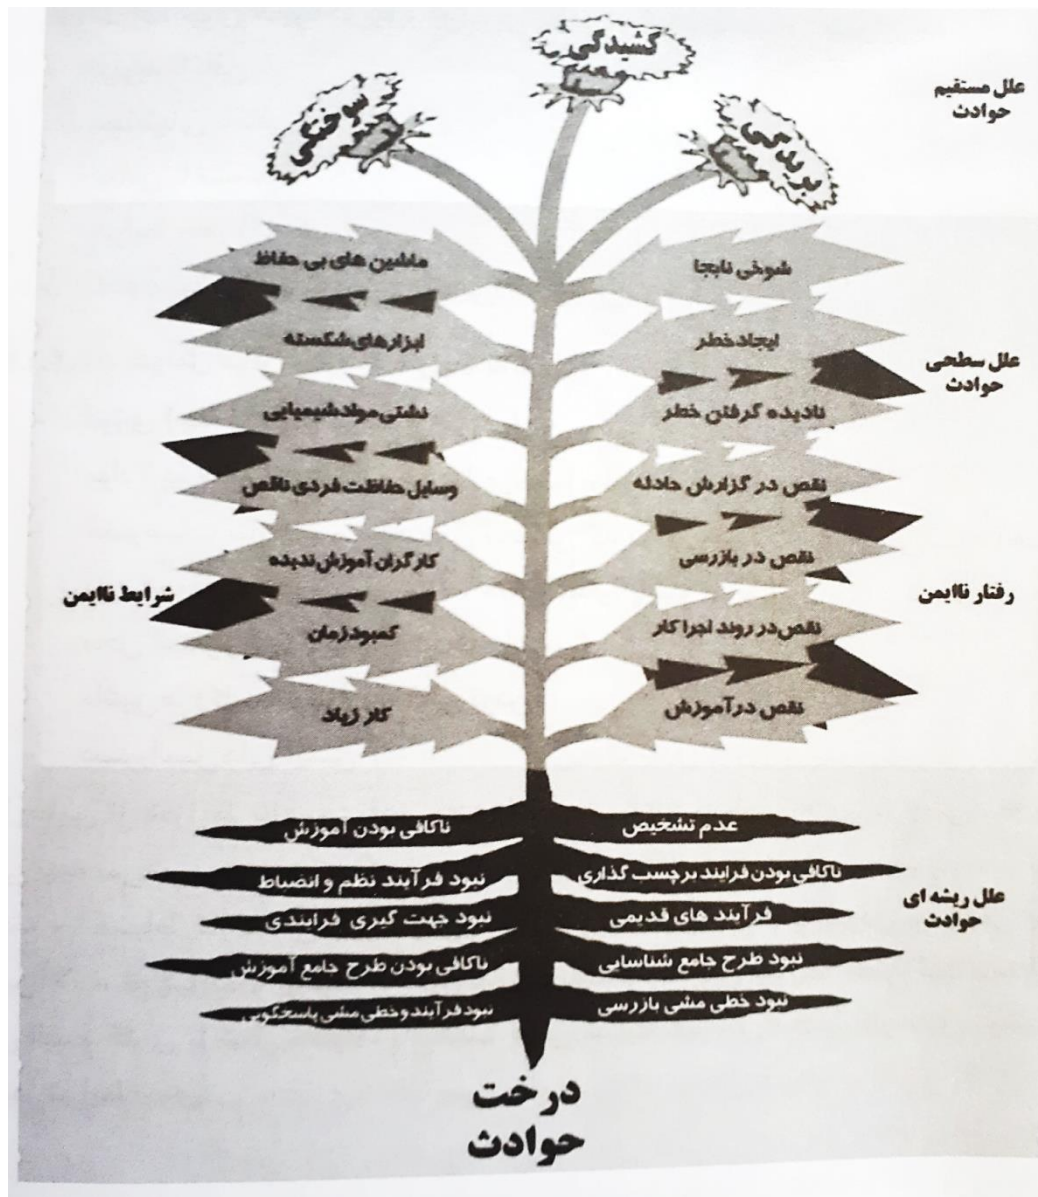 کشیدگی
سوختگی
بریدگی
علل مستقیم
حوادث
شوخی نابجا
ماشین های بی حفاظ
ایجاد خطر
ابزارهای شکسته
علل سطحی
حوادث
نادیده گرفتن خطر
نشتی مواد شیمیایی
نقص در گزارش حادثه
وسایل حفاظت فردی ناقص
نقص در بازرسی
کارگران آموزش ندیده
رفتار ناایمن
شرایط ناایمن
نقص در روند اجرا کار
کمبود زمان
نقص در آموزش
کار زیاد
عدم تشخیص
ناکافی بودن آموزش
ناکافی بودن فرایند برچسب گذاری
نبود فرآیند نظم و انضباط
علل ریشه ای
حوادث
فرآیند های قدیمی
نبود جهت گیری فرایندی
نبود طرح جامع شناسایی
ناکافی بودن طرح جامع آموزش
نبود خطی مشی بازرسی
نبود فرآیند و خطی مشی پاسخگویی
درخت
حوادث